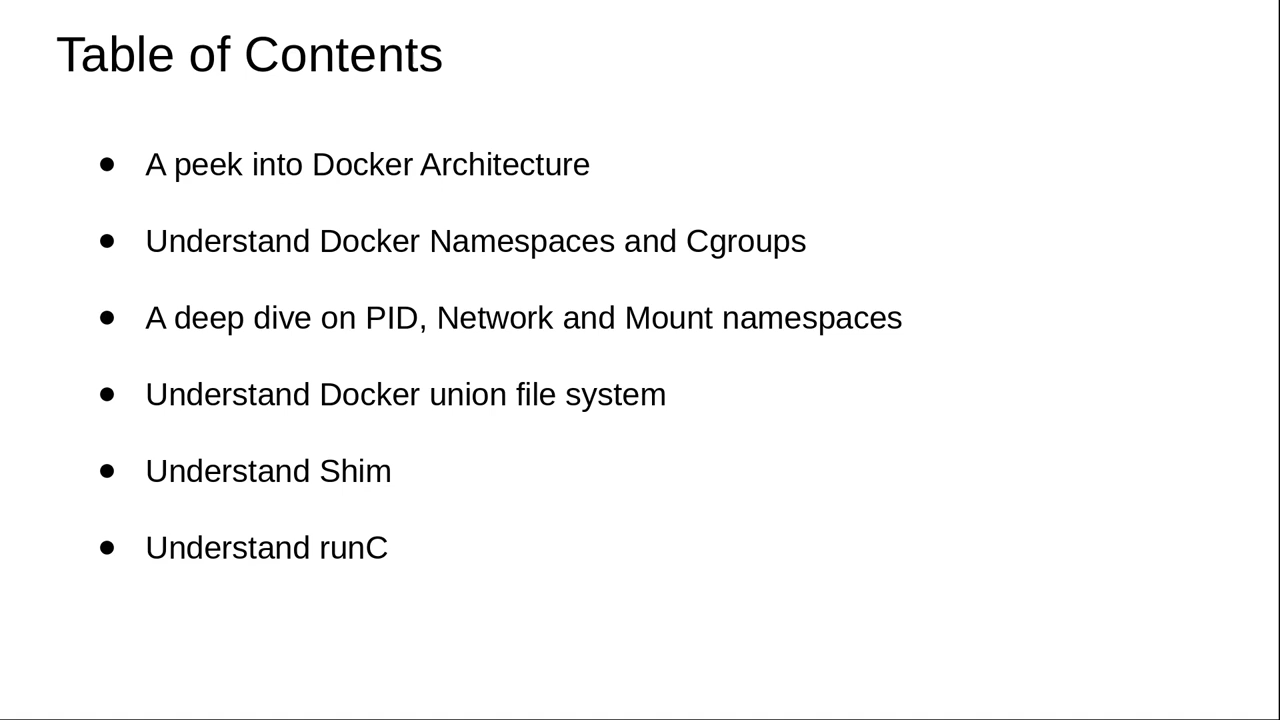 Table of Contents
● A peek into Docker Architecture
● Understand Docker Namespaces and Cgroups
● A deep dive on PID, Network and Mount namespaces
● Understand Docker union file system
● Understand Shim
● Understand runC